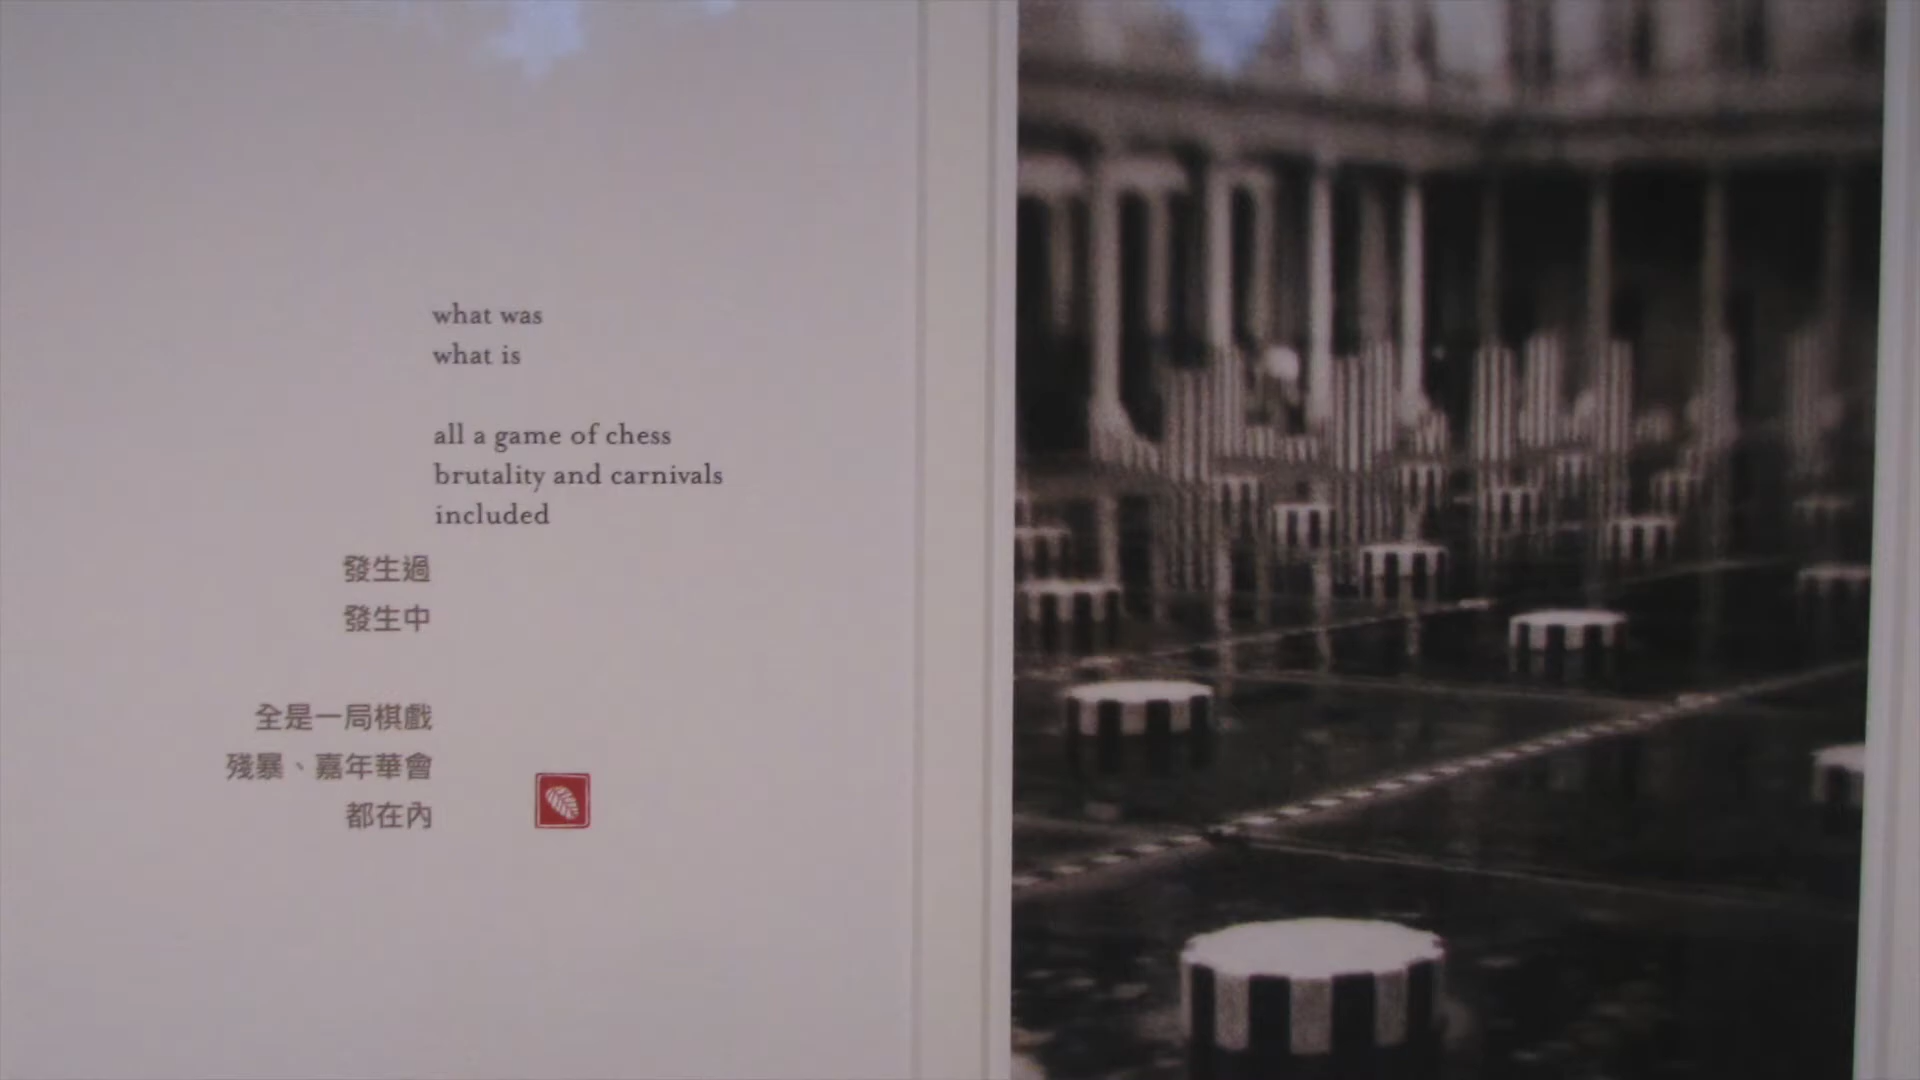 what was
what is
all a game of chess
brutality and carnivals
included
發生過
發生中
全是一局棋戲
殘暴、嘉年華會
都在內